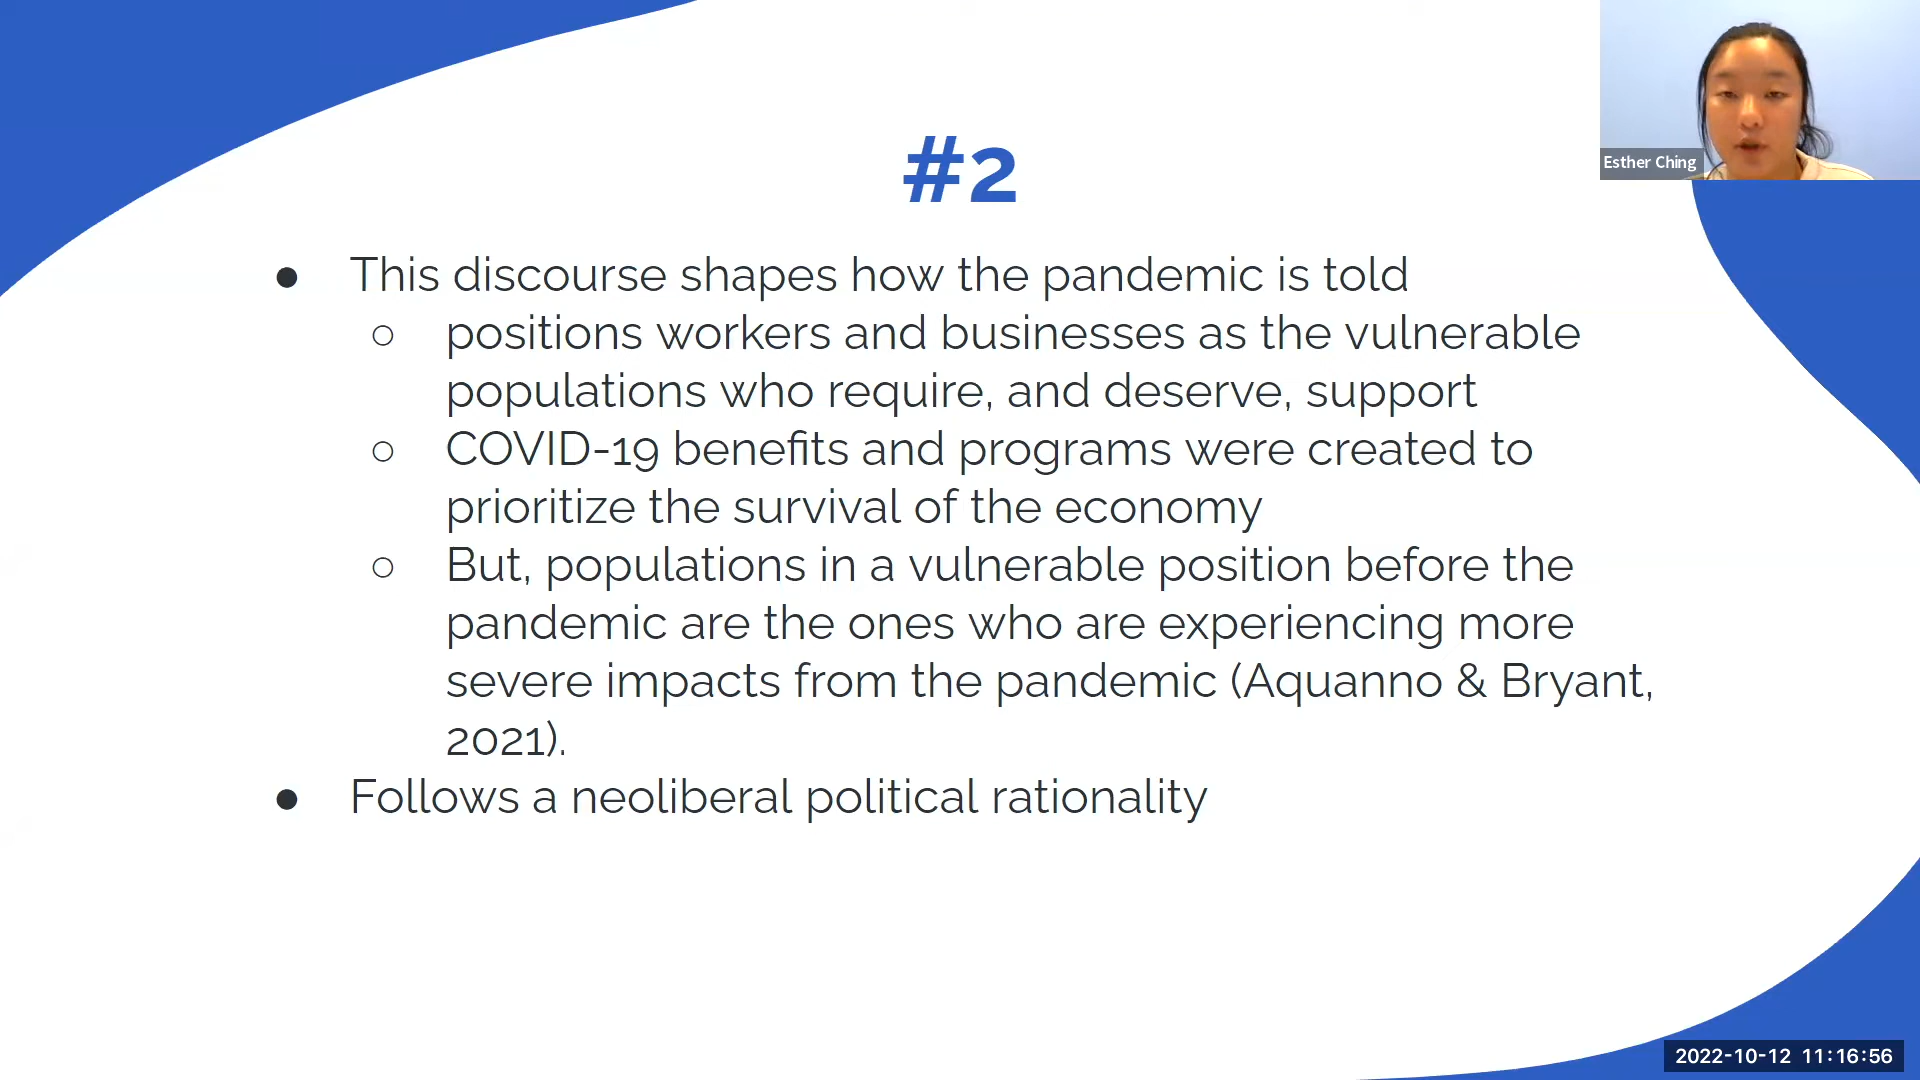 #2
● This discourse shapes how the pandemic is told
○ positions workers and businesses as the vulnerable
populations who require, and deserve, support
○ COVID-19 benefits and programs were created to
prioritize the survival of the economy
○ But, populations in a vulnerable position before the
pandemic are the ones who are experiencing more
severe impacts from the pandemic (Aquanno & Bryant,
2021).
● Follows a neoliberal political rationality
Esther Ching
2022-10-12 11:16:56